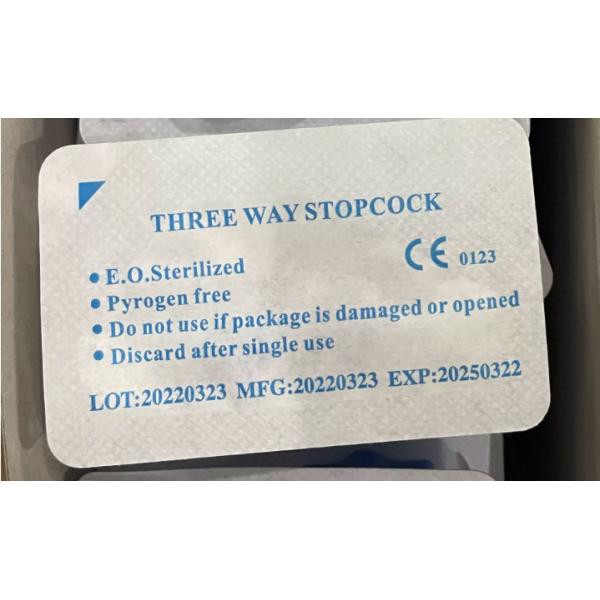 THREE WAY STOPCOCK
CE 0123
• E.O.Sterilized
• Pyrogen free
• Do not use if package is damaged or opened
• Discard after single use
LOT:20220323 MFG:20220323 EXP:20250322